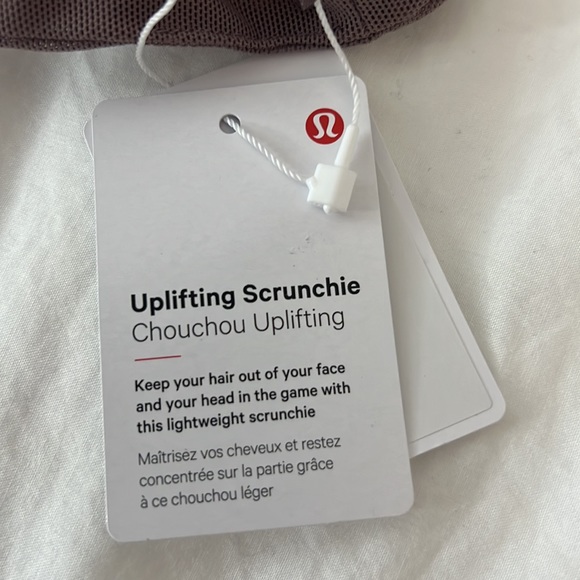 Uplifting Scrunchie
Chouchou Uplifting
Keep your hair out of your face
and your head in the game with
this lightweight scrunchie
Maîtrisez vos cheveux et restez
concentrée sur la partie grâce
à ce chouchou léger